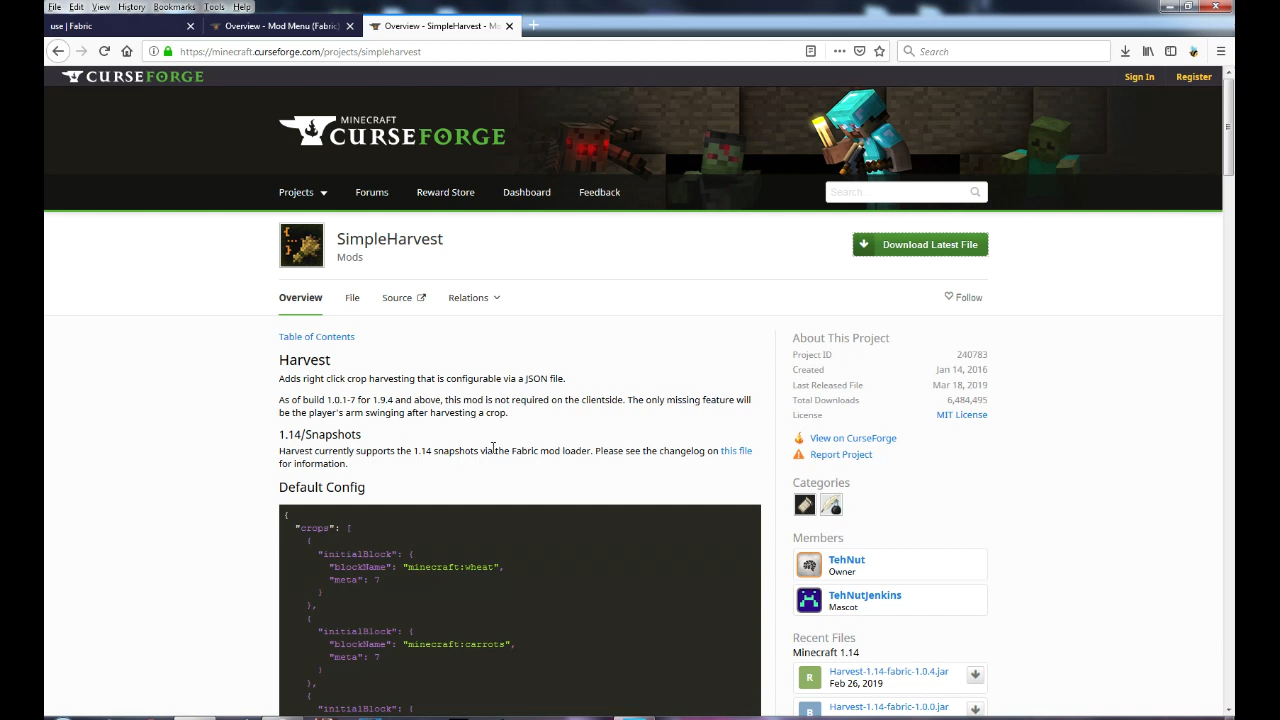 File Edit View History Bookmarks Tools Help
use | Fabric
Overview - Mod Menu (Fabric)
Overview - SimpleHarvest - M
https://minecraft.curseforge.com/projects/simpleharvest
Search
CURSEFORGE
Sign In Register
MINECRAFT
CURSEFORGE
Projects Forums Reward Store Dashboard Feedback
Search...
SimpleHarvest
Mods
Download Latest File
Overview File Source Relations
Follow
Table of Contents
Harvest
Adds right click crop harvesting that is configurable via a JSON file.
As of build 1.0.1-7 for 1.9.4 and above, this mod is not required on the clientside. The only missing feature will
be the player's arm swinging after harvesting a crop.
1.14/Snapshots
Harvest currently supports the 1.14 snapshots via the Fabric mod loader. Please see the changelog on this file
for information.
Default Config
{
"crops": [
{
"initialBlock": {
"blockName": "minecraft:wheat",
"meta": 7
}
},
{
"initialBlock": {
"blockName": "minecraft:carrots",
"meta": 7
}
},
{
"initialBlock": {
About This Project
Project ID 240783
Created Jan 14, 2016
Last Released File Mar 18, 2019
Total Downloads 6,484,495
License MIT License
View on CurseForge
Report Project
Categories
Members
TehNut
Owner
TehNutJenkins
Mascot
Recent Files
Minecraft 1.14
R Harvest-1.14-fabric-1.0.4.jar
Feb 26, 2019
B Harvest-1.14-fabric-1.0.0.jar